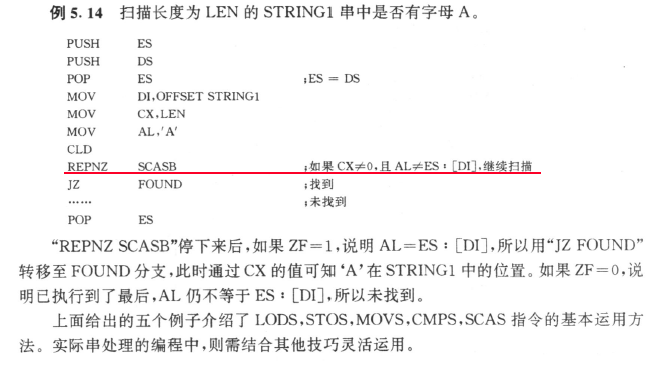 例 5.14 扫描长度为 LEN 的 STRING1 串中是否有字母 A。
PUSH ES
PUSH DS
POP ES ;ES = DS
MOV DI,OFFSET STRING1
MOV CX,LEN
MOV AL,'A'
CLD
REPNZ SCASB ;如果 CX≠0,且 AL≠ES:[DI],继续扫描
JZ FOUND ;找到
…… ;未找到
POP ES
“REPNZ SCASB”停下来后,如果 ZF=1,说明 AL=ES:[DI],所以用“JZ FOUND”
转移至 FOUND 分支,此时通过 CX 的值可知‘A’在 STRING1 中的位置。如果 ZF=0,说
明已执行到了最后,AL 仍不等于 ES:[DI],所以未找到。
上面给出的五个例子介绍了 LODS,STOS,MOVS,CMPS,SCAS 指令的基本运用方
法。实际串处理的编程中,则需结合其他技巧灵活运用。